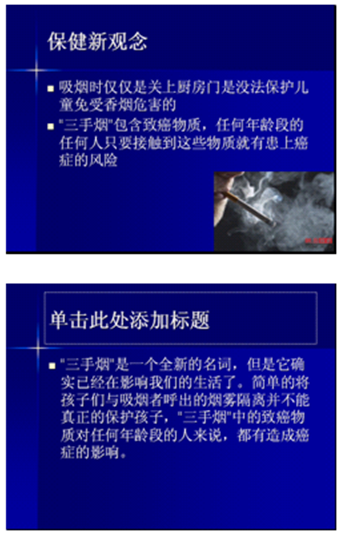 保健新观念
吸烟时仅仅是关上厨房门是没法保护儿
童免受香烟危害的
“三手烟”包含致癌物质，任何年龄段的
任何人只要接触到这些物质就有患上癌
症的风险
单击此处添加标题
“三手烟”是一个全新的名词，但是它确
实已经在影响我们的生活了。简单的将
孩子们与吸烟者呼出的烟雾隔离并不能
真正的保护孩子，“三手烟”中的致癌物
质对任何年龄段的人来说，都有造成癌
症的影响。